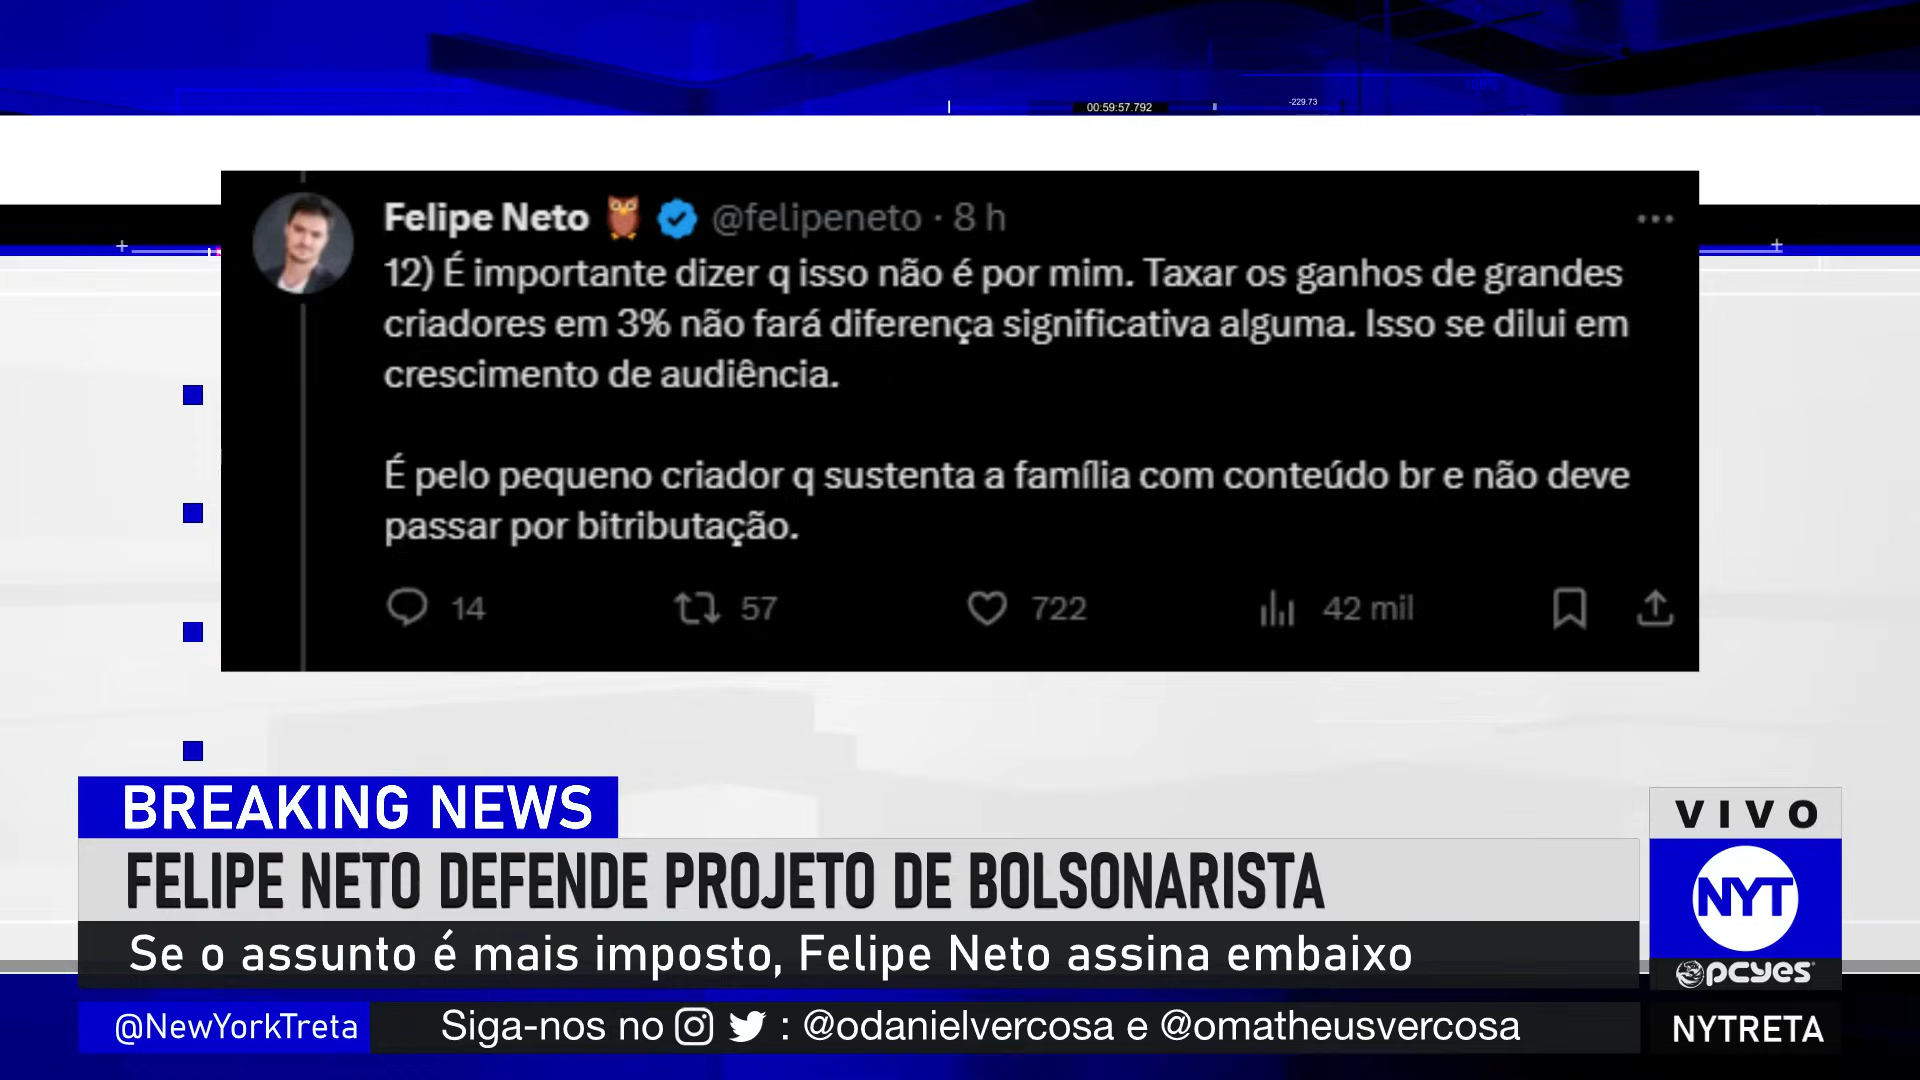 00:59:57.792
-229.73
Felipe Neto 🦉 @felipeneto · 8 h
12) É importante dizer q isso não é por mim. Taxar os ganhos de grandes
criadores em 3% não fará diferença significativa alguma. Isso se dilui em
crescimento de audiência.
É pelo pequeno criador q sustenta a família com conteúdo br e não deve
passar por bitributação.
14 57 722 42 mil
BREAKING NEWS
FELIPE NETO DEFENDE PROJETO DE BOLSONARISTA
Se o assunto é mais imposto, Felipe Neto assina embaixo
@NewYorkTreta
Siga-nos no : @odanielvercosa e @omatheusvercosa
VIVO
NYT
pcyes
NYTRETA